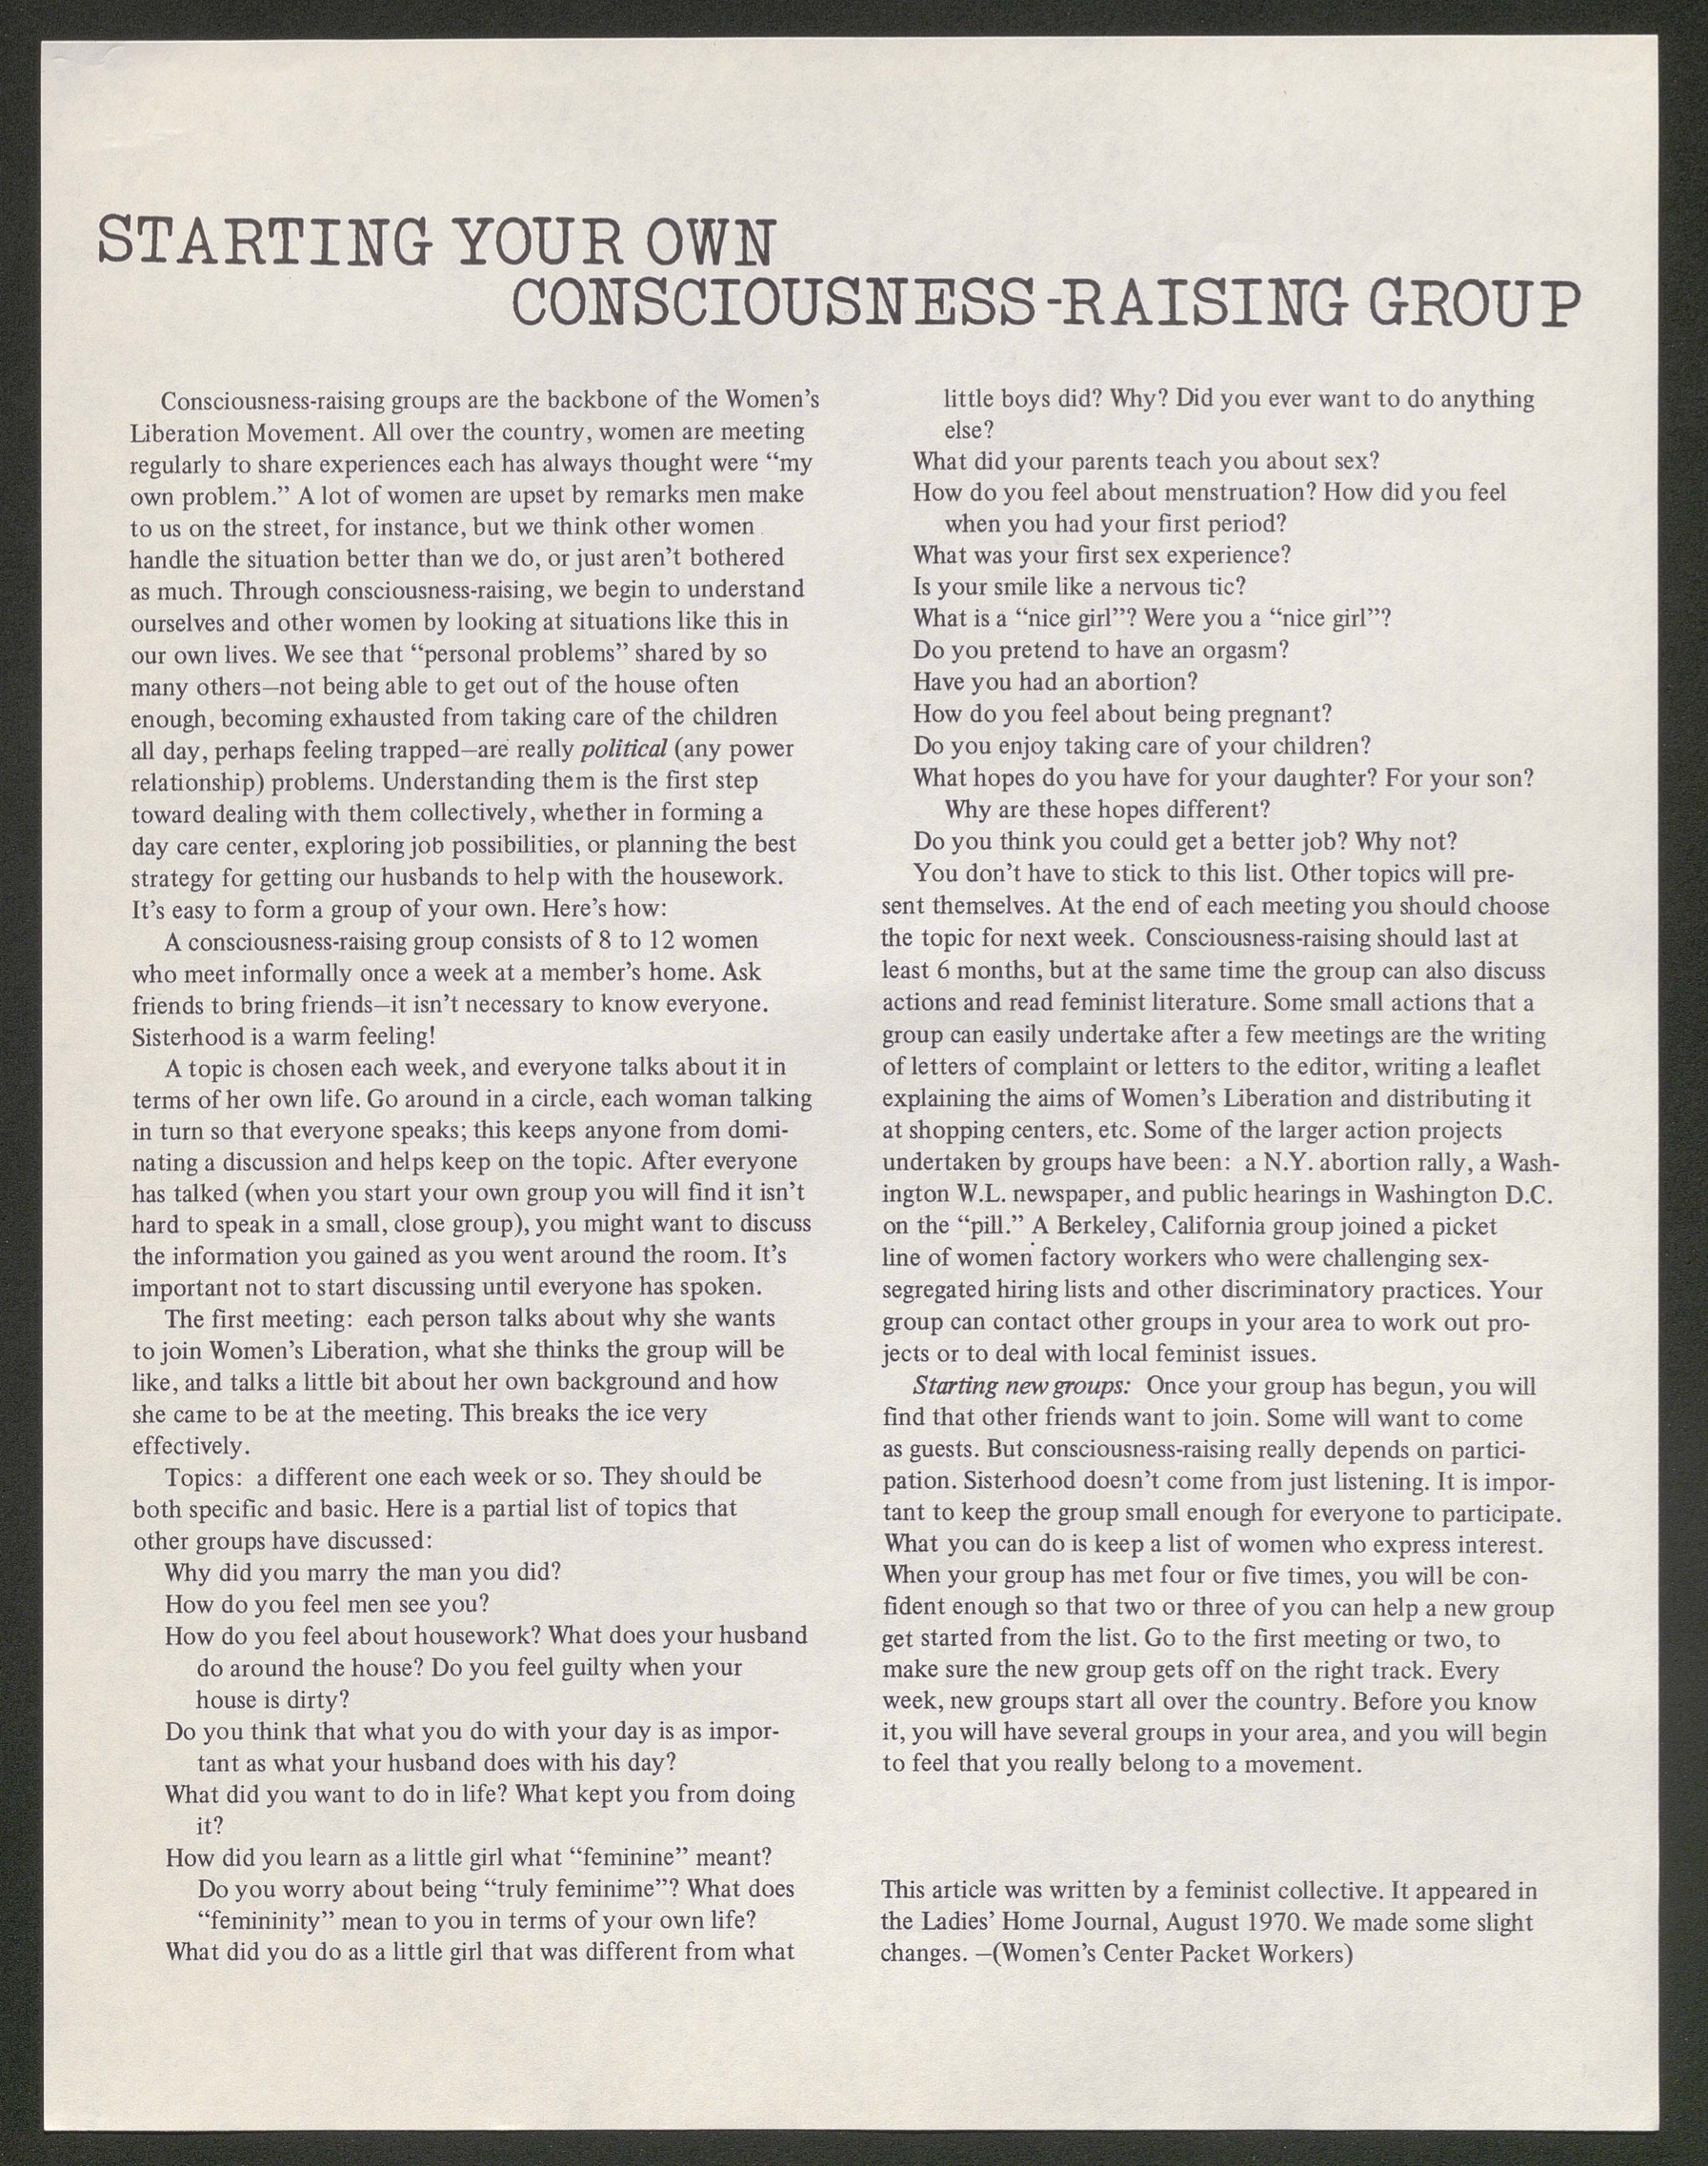 STARTING YOUR OWN
CONSCIOUSNESS-RAISING GROUP
Consciousness-raising groups are the backbone of the Women's
Liberation Movement. All over the country, women are meeting
regularly to share experiences each has always thought were “my
own problem.” A lot of women are upset by remarks men make
to us on the street, for instance, but we think other women
handle the situation better than we do, or just aren't bothered
as much. Through consciousness-raising, we begin to understand
ourselves and other women by looking at situations like this in
our own lives. We see that “personal problems” shared by so
many others—not being able to get out of the house often
enough, becoming exhausted from taking care of the children
all day, perhaps feeling trapped—are really political (any power
relationship) problems. Understanding them is the first step
toward dealing with them collectively, whether in forming a
day care center, exploring job possibilities, or planning the best
strategy for getting our husbands to help with the housework.
It's easy to form a group of your own. Here's how:
A consciousness-raising group consists of 8 to 12 women
who meet informally once a week at a member's home. Ask
friends to bring friends—it isn't necessary to know everyone.
Sisterhood is a warm feeling!
A topic is chosen each week, and everyone talks about it in
terms of her own life. Go around in a circle, each woman talking
in turn so that everyone speaks; this keeps anyone from domi-
nating a discussion and helps keep on the topic. After everyone
has talked (when you start your own group you will find it isn't
hard to speak in a small, close group), you might want to discuss
the information you gained as you went around the room. It's
important not to start discussing until everyone has spoken.
The first meeting: each person talks about why she wants
to join Women's Liberation, what she thinks the group will be
like, and talks a little bit about her own background and how
she came to be at the meeting. This breaks the ice very
effectively.
Topics: a different one each week or so. They should be
both specific and basic. Here is a partial list of topics that
other groups have discussed:
Why did you marry the man you did?
How do you feel men see you?
How do you feel about housework? What does your husband
do around the house? Do you feel guilty when your
house is dirty?
Do you think that what you do with your day is as impor-
tant as what your husband does with his day?
What did you want to do in life? What kept you from doing
it?
How did you learn as a little girl what “feminine” meant?
Do you worry about being “truly feminime”? What does
“femininity” mean to you in terms of your own life?
What did you do as a little girl that was different from what
little boys did? Why? Did you ever want to do anything
else?
What did your parents teach you about sex?
How do you feel about menstruation? How did you feel
when you had your first period?
What was your first sex experience?
Is your smile like a nervous tic?
What is a “nice girl”? Were you a “nice girl”?
Do you pretend to have an orgasm?
Have you had an abortion?
How do you feel about being pregnant?
Do you enjoy taking care of your children?
What hopes do you have for your daughter? For your son?
Why are these hopes different?
Do you think you could get a better job? Why not?
You don't have to stick to this list. Other topics will pre-
sent themselves. At the end of each meeting you should choose
the topic for next week. Consciousness-raising should last at
least 6 months, but at the same time the group can also discuss
actions and read feminist literature. Some small actions that a
group can easily undertake after a few meetings are the writing
of letters of complaint or letters to the editor, writing a leaflet
explaining the aims of Women's Liberation and distributing it
at shopping centers, etc. Some of the larger action projects
undertaken by groups have been: a N.Y. abortion rally, a Wash-
ington W.L. newspaper, and public hearings in Washington D.C.
on the “pill.” A Berkeley, California group joined a picket
line of women factory workers who were challenging sex-
segregated hiring lists and other discriminatory practices. Your
group can contact other groups in your area to work out pro-
jects or to deal with local feminist issues.
Starting new groups: Once your group has begun, you will
find that other friends want to join. Some will want to come
as guests. But consciousness-raising really depends on partici-
pation. Sisterhood doesn't come from just listening. It is impor-
tant to keep the group small enough for everyone to participate.
What you can do is keep a list of women who express interest.
When your group has met four or five times, you will be con-
fident enough so that two or three of you can help a new group
get started from the list. Go to the first meeting or two, to
make sure the new group gets off on the right track. Every
week, new groups start all over the country. Before you know
it, you will have several groups in your area, and you will begin
to feel that you really belong to a movement.
This article was written by a feminist collective. It appeared in
the Ladies' Home Journal, August 1970. We made some slight
changes. —(Women's Center Packet Workers)